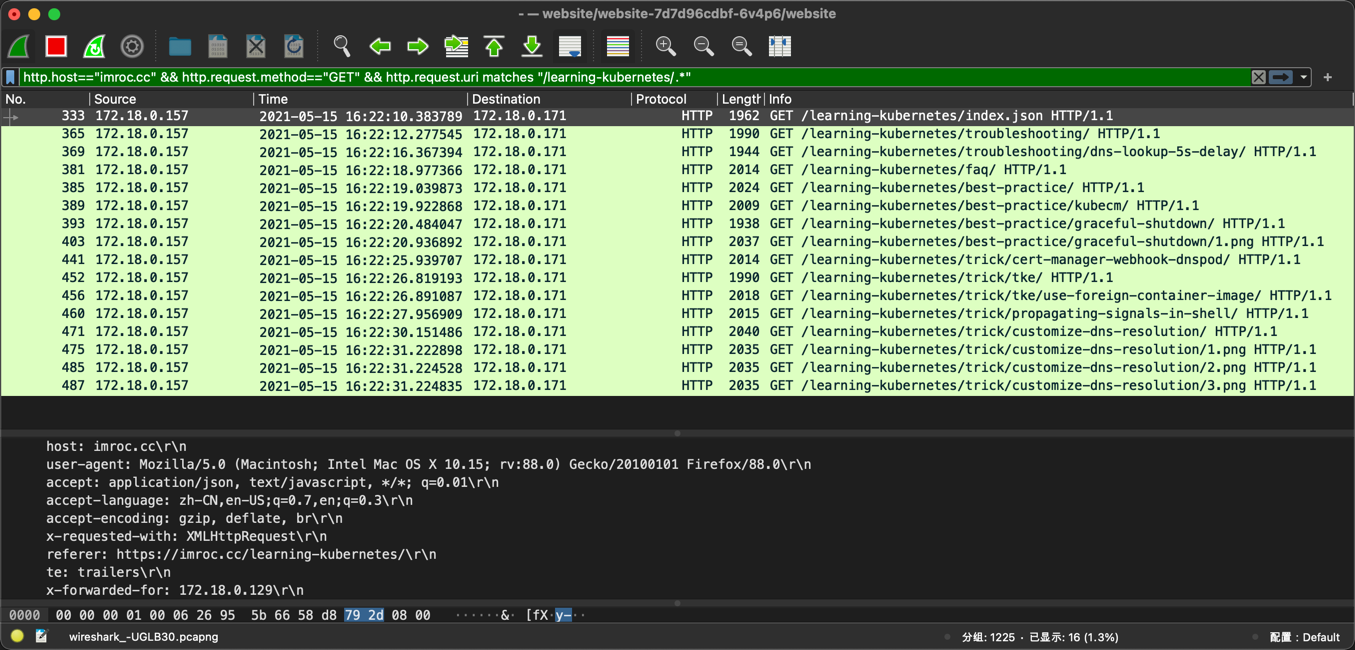 - — website/website-7d7d96cdbf-6v4p6/website
http.host=="imroc.cc" && http.request.method=="GET" && http.request.uri matches "/learning-kubernetes/.*"
No. Source Time Destination Protocol Length Info
333 172.18.0.157 2021-05-15 16:22:10.383789 172.18.0.171 HTTP 1962 GET /learning-kubernetes/index.json HTTP/1.1
365 172.18.0.157 2021-05-15 16:22:12.277545 172.18.0.171 HTTP 1990 GET /learning-kubernetes/troubleshooting/ HTTP/1.1
369 172.18.0.157 2021-05-15 16:22:16.367394 172.18.0.171 HTTP 1944 GET /learning-kubernetes/troubleshooting/dns-lookup-5s-delay/ HTTP/1.1
381 172.18.0.157 2021-05-15 16:22:18.977366 172.18.0.171 HTTP 2014 GET /learning-kubernetes/faq/ HTTP/1.1
385 172.18.0.157 2021-05-15 16:22:19.039873 172.18.0.171 HTTP 2024 GET /learning-kubernetes/best-practice/ HTTP/1.1
389 172.18.0.157 2021-05-15 16:22:19.922868 172.18.0.171 HTTP 2009 GET /learning-kubernetes/best-practice/kubecm/ HTTP/1.1
393 172.18.0.157 2021-05-15 16:22:20.484047 172.18.0.171 HTTP 1938 GET /learning-kubernetes/best-practice/graceful-shutdown/ HTTP/1.1
403 172.18.0.157 2021-05-15 16:22:20.936892 172.18.0.171 HTTP 2037 GET /learning-kubernetes/best-practice/graceful-shutdown/1.png HTTP/1.1
441 172.18.0.157 2021-05-15 16:22:25.939707 172.18.0.171 HTTP 2014 GET /learning-kubernetes/trick/cert-manager-webhook-dnspod/ HTTP/1.1
452 172.18.0.157 2021-05-15 16:22:26.819193 172.18.0.171 HTTP 1990 GET /learning-kubernetes/trick/tke/ HTTP/1.1
456 172.18.0.157 2021-05-15 16:22:26.891087 172.18.0.171 HTTP 2018 GET /learning-kubernetes/trick/tke/use-foreign-container-image/ HTTP/1.1
460 172.18.0.157 2021-05-15 16:22:27.956909 172.18.0.171 HTTP 2015 GET /learning-kubernetes/trick/propagating-signals-in-shell/ HTTP/1.1
471 172.18.0.157 2021-05-15 16:22:30.151486 172.18.0.171 HTTP 2040 GET /learning-kubernetes/trick/customize-dns-resolution/ HTTP/1.1
475 172.18.0.157 2021-05-15 16:22:31.222898 172.18.0.171 HTTP 2035 GET /learning-kubernetes/trick/customize-dns-resolution/1.png HTTP/1.1
485 172.18.0.157 2021-05-15 16:22:31.224528 172.18.0.171 HTTP 2035 GET /learning-kubernetes/trick/customize-dns-resolution/2.png HTTP/1.1
487 172.18.0.157 2021-05-15 16:22:31.224835 172.18.0.171 HTTP 2035 GET /learning-kubernetes/trick/customize-dns-resolution/3.png HTTP/1.1
host: imroc.cc\r\n
user-agent: Mozilla/5.0 (Macintosh; Intel Mac OS X 10.15; rv:88.0) Gecko/20100101 Firefox/88.0\r\n
accept: application/json, text/javascript, */*; q=0.01\r\n
accept-language: zh-CN,en-US;q=0.7,en;q=0.3\r\n
accept-encoding: gzip, deflate, br\r\n
x-requested-with: XMLHttpRequest\r\n
referer: https://imroc.cc/learning-kubernetes/\r\n
te: trailers\r\n
x-forwarded-for: 172.18.0.129\r\n
0000 00 00 00 01 00 06 26 95 5b 66 58 d8 79 2d 08 00 ······&· [fX·y-··
wireshark_-UGLB30.pcapng 分组: 1225 · 已显示: 16 (1.3%) 配置：Default